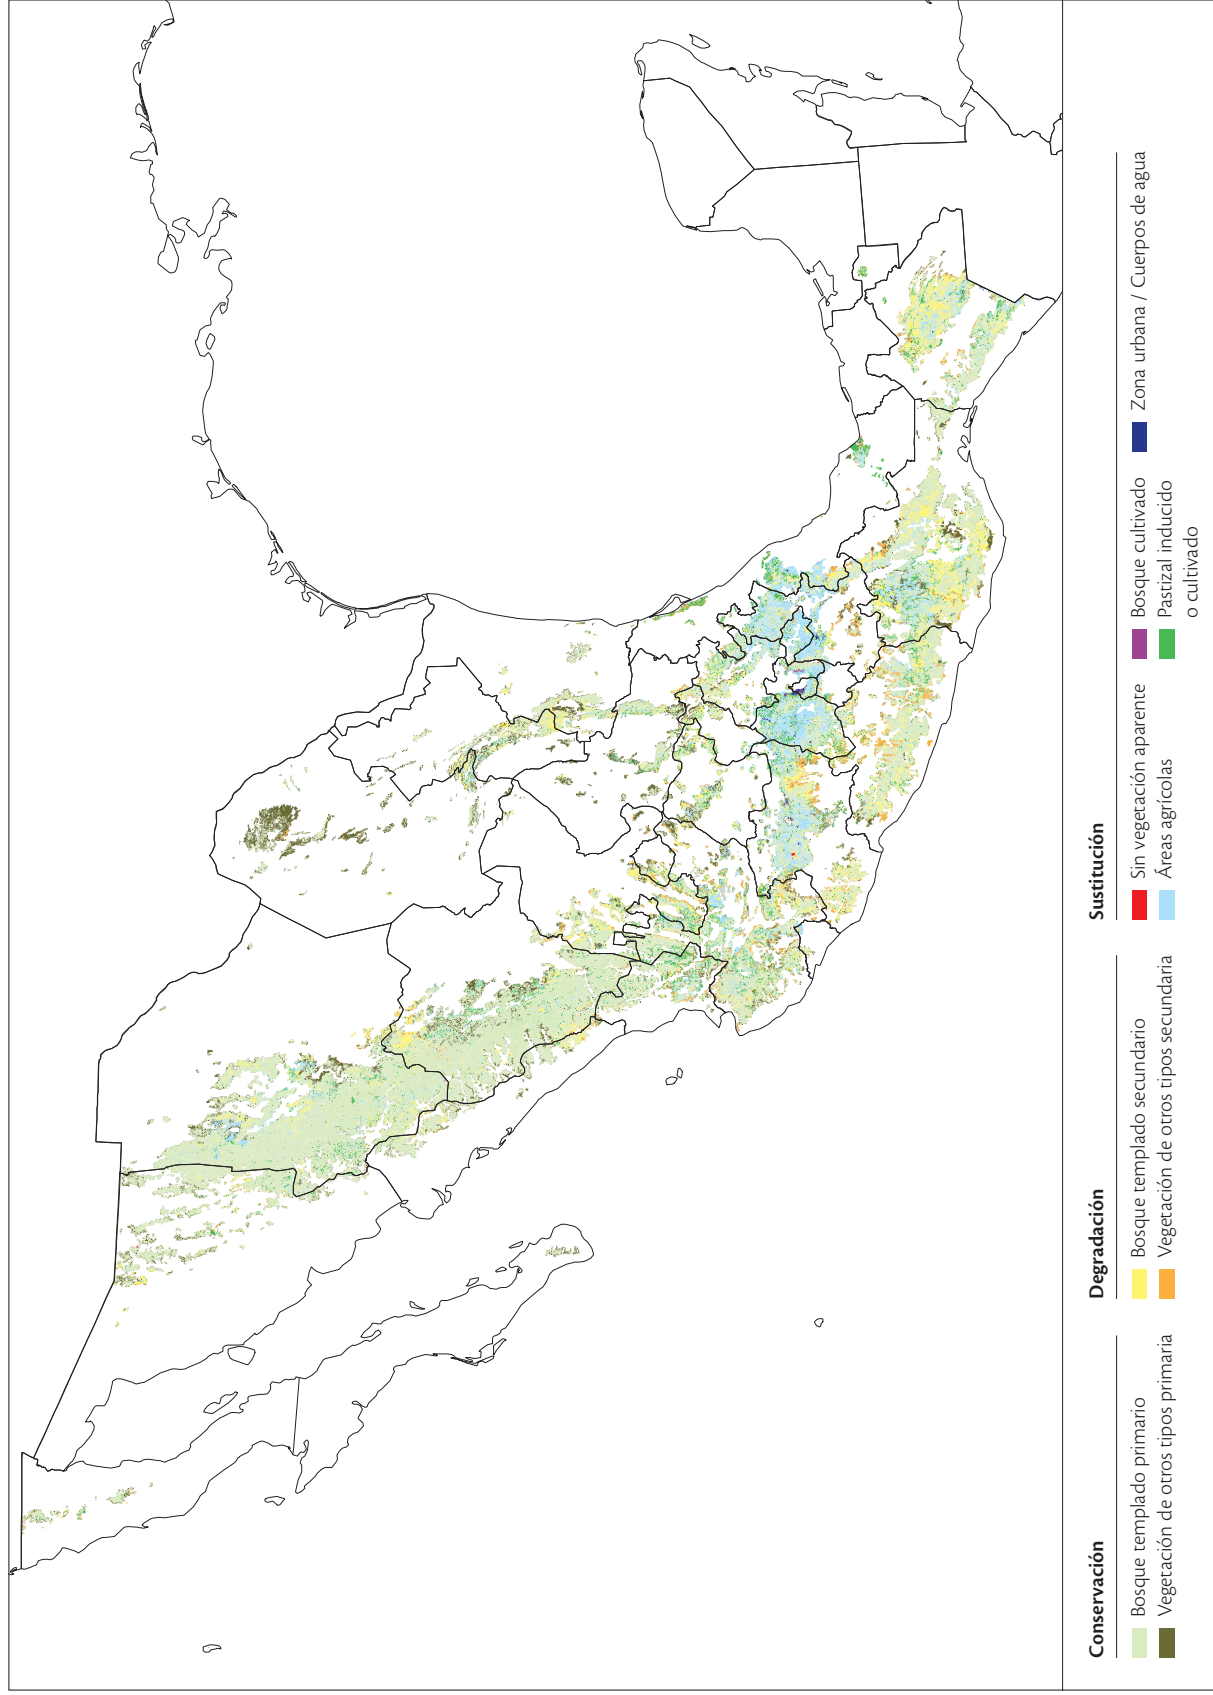 Conservación
Bosque templado primario
Vegetación de otros tipos primaria
Degradación
Bosque templado secundario
Vegetación de otros tipos secundaria
Sustitución
Sin vegetación aparente
Áreas agrícolas
Bosque cultivado
Pastizal inducido
o cultivado
Zona urbana / Cuerpos de agua